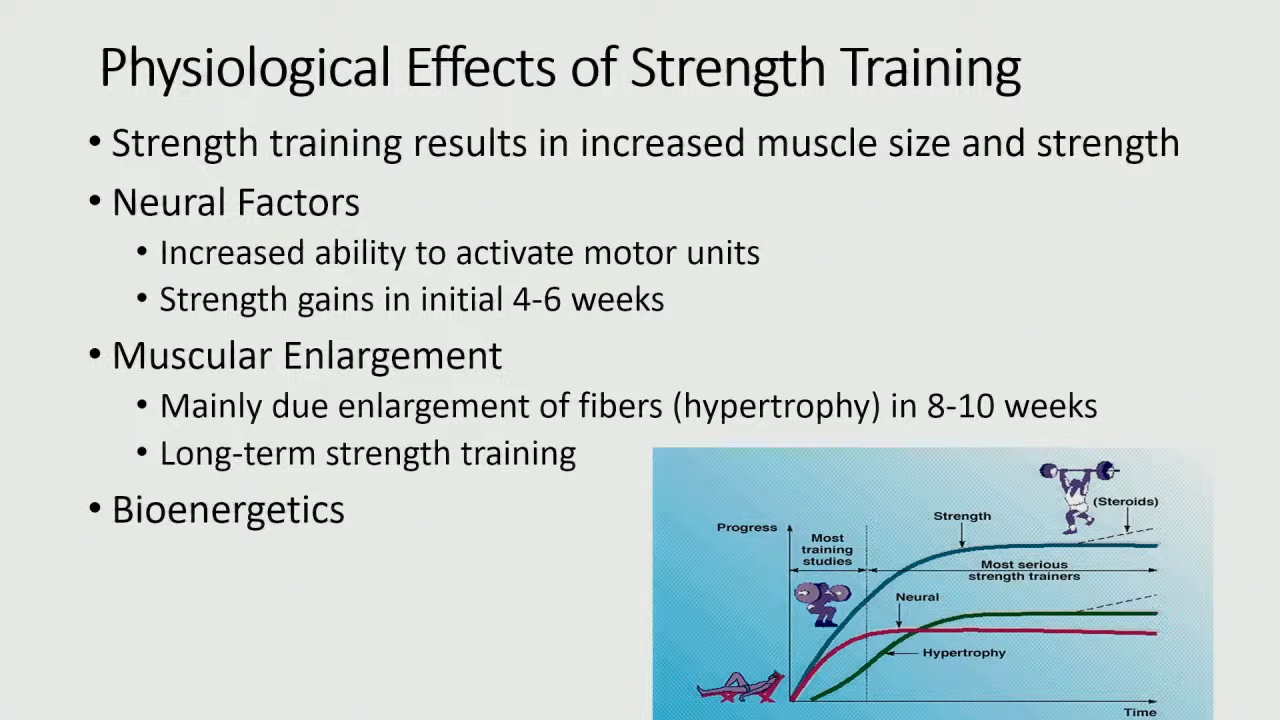 Physiological Effects of Strength Training
• Strength training results in increased muscle size and strength
• Neural Factors
• Increased ability to activate motor units
• Strength gains in initial 4-6 weeks
• Muscular Enlargement
• Mainly due enlargement of fibers (hypertrophy) in 8-10 weeks
• Long-term strength training
• Bioenergetics
Progress
Most
training
studies
Strength
(Steroids)
Most serious
strength trainers
Neural
Hypertrophy
Time